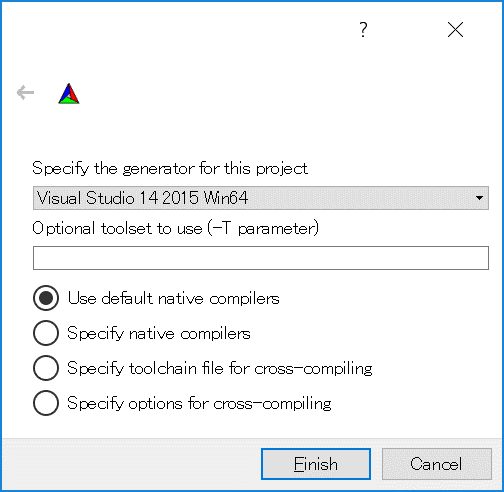 ?
Specify the generator for this project
Visual Studio 14 2015 Win64
Optional toolset to use (-T parameter)
Use default native compilers
Specify native compilers
Specify toolchain file for cross-compiling
Specify options for cross-compiling
Finish
Cancel